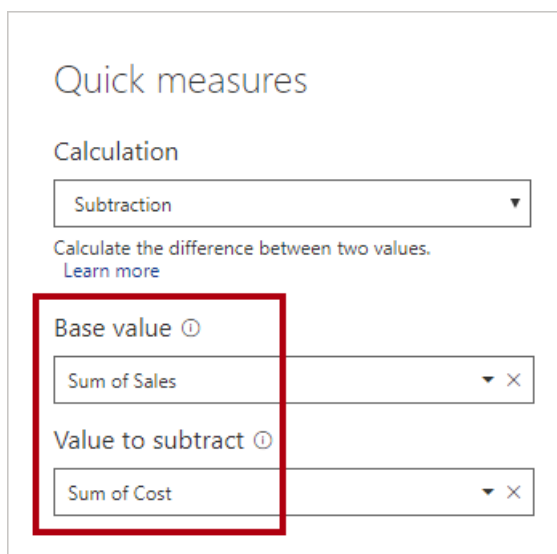 Quick measures
Calculation
Subtraction
Calculate the difference between two values.
Learn more
Base value
Sum of Sales
Value to subtract
Sum of Cost